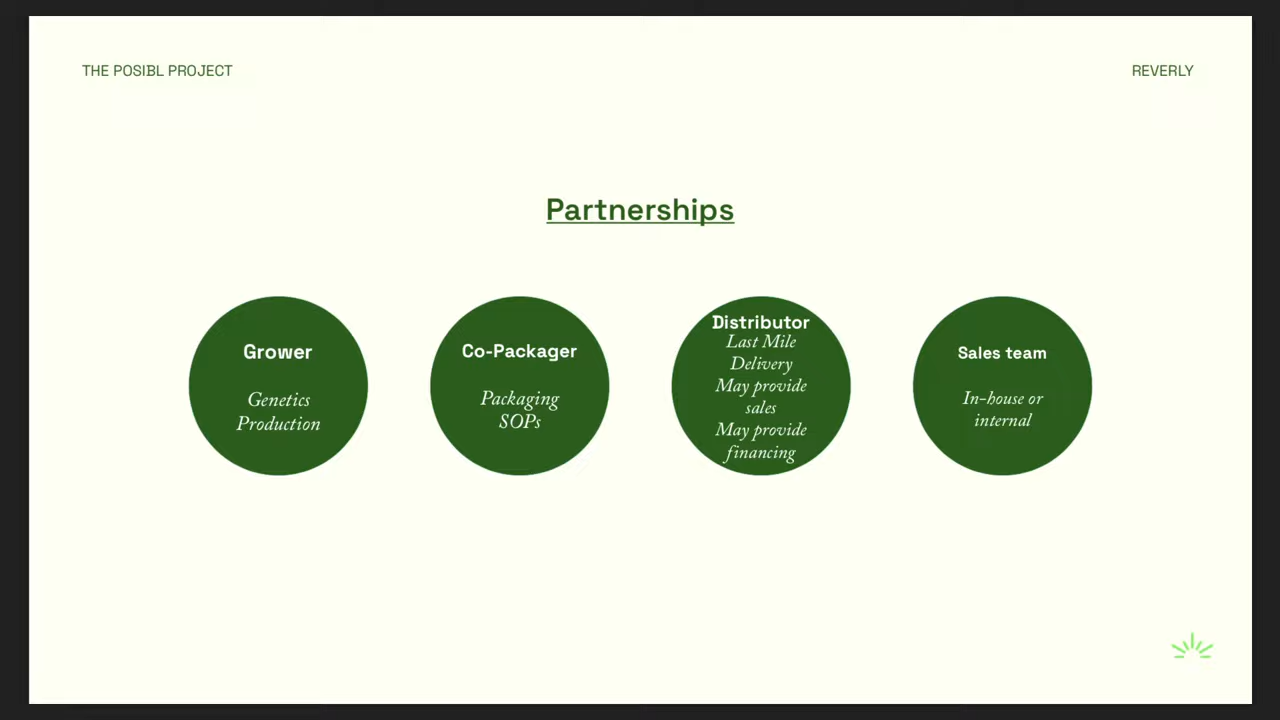 THE POSIBL PROJECT
REVERLY
Partnerships
Grower
Genetics
Production
Co-Packager
Packaging
SOPs
Distributor
Last Mile
Delivery
May provide
sales
May provide
financing
Sales team
In-house or
internal